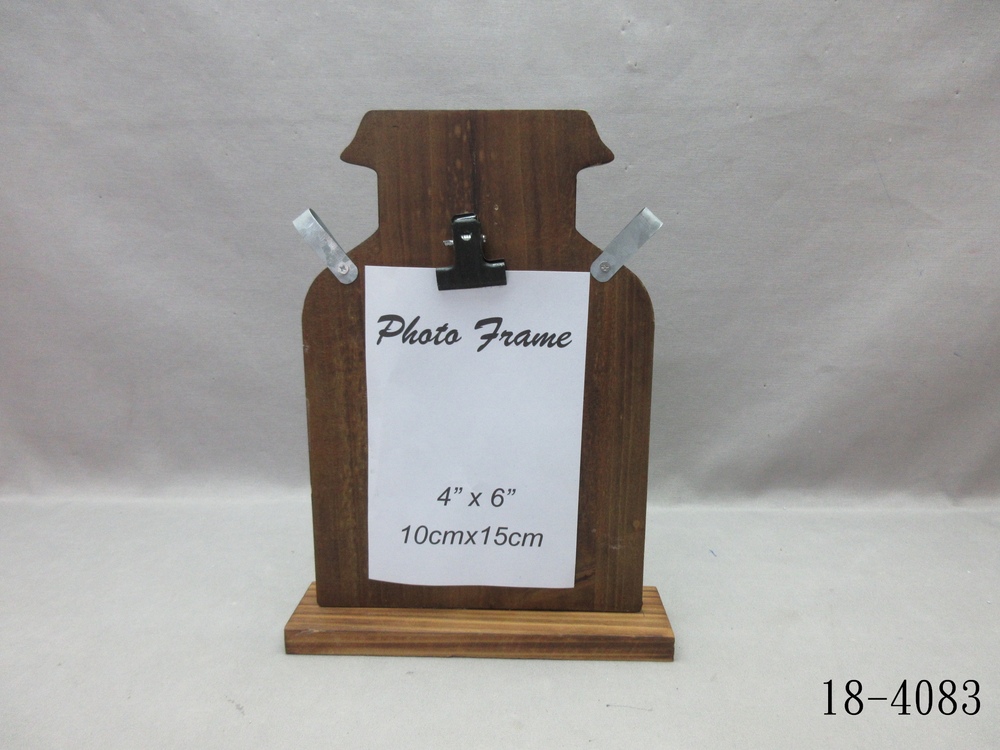 Photo Frame
4” x 6”
10cmx15cm
18-4083